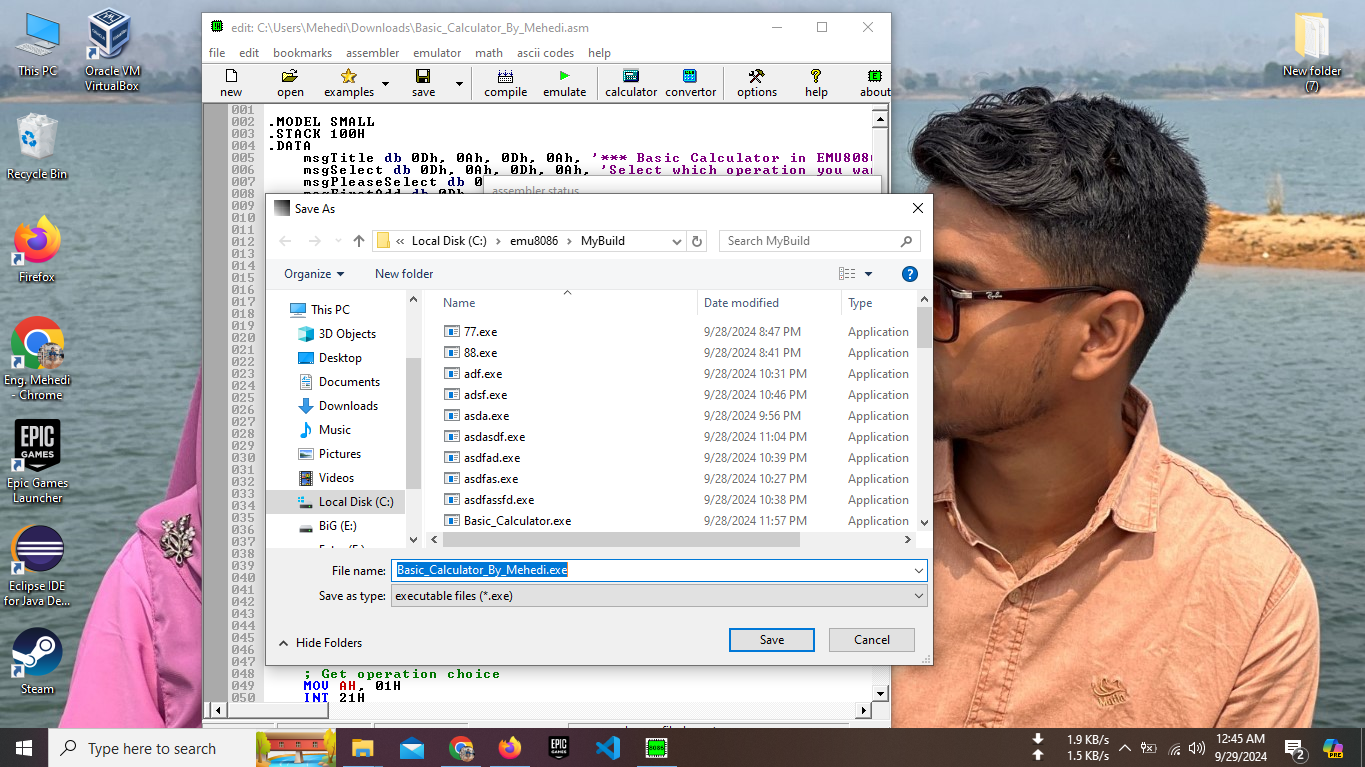 This PC
Oracle VM
VirtualBox
Recycle Bin
Firefox
Eng. Mehedi
- Chrome
Epic Games
Launcher
Eclipse IDE
for Java De...
Steam
New folder
(7)
edit: C:\Users\Mehedi\Downloads\Basic_Calculator_By_Mehedi.asm
file edit bookmarks assembler emulator math ascii codes help
new open examples save compile emulate calculator convertor options help about
001
002 .MODEL SMALL
003 .STACK 100H
004 .DATA
005 msgTitle db 0Dh, 0Ah, 0Dh, 0Ah, '*** Basic Calculator in EMU808
006 msgSelect db 0Dh, 0Ah, 0Dh, 0Ah, 'Select which operation you wa
007 msgPleaseSelect db 0
008 msgFirstAdd db 0Dh
assembler status
009
010
011
012
013
014
015
016
017
018
019
020
021
022
023
024
025
026
027
028
029
030
031
032
033
034
035
036
037
038
039
040
041
042
043
044
045
046
047
048 ; Get operation choice
049 MOV AH, 01H
050 INT 21H
Save As
« Local Disk (C:) › emu8086 › MyBuild
Search MyBuild
Organize New folder
This PC
3D Objects
Desktop
Documents
Downloads
Music
Pictures
Videos
Local Disk (C:)
BiG (E:)
Name Date modified Type
77.exe 9/28/2024 8:47 PM Application
88.exe 9/28/2024 8:41 PM Application
adf.exe 9/28/2024 10:31 PM Application
adsf.exe 9/28/2024 10:46 PM Application
asda.exe 9/28/2024 9:56 PM Application
asdasdf.exe 9/28/2024 11:04 PM Application
asdfad.exe 9/28/2024 10:39 PM Application
asdfas.exe 9/28/2024 10:27 PM Application
asdfassfd.exe 9/28/2024 10:38 PM Application
Basic_Calculator.exe 9/28/2024 11:57 PM Application
File name: Basic_Calculator_By_Mehedi.exe
Save as type: executable files (*.exe)
Hide Folders
Save
Cancel
EPIC
GAMES
Ray-Ban
Type here to search
EPIC
8086
1.9 KB/s
1.5 KB/s
12:45 AM
9/29/2024
2
PRE